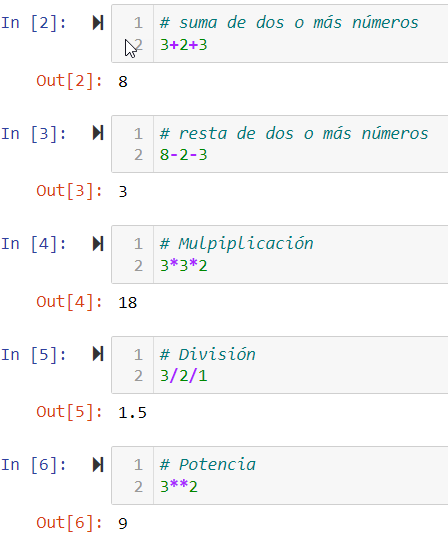 In [2]: 1 # suma de dos o más números
2 3+2+3
Out[2]: 8
In [3]: 1 # resta de dos o más números
2 8-2-3
Out[3]: 3
In [4]: 1 # Mulpiplicación
2 3*3*2
Out[4]: 18
In [5]: 1 # División
2 3/2/1
Out[5]: 1.5
In [6]: 1 # Potencia
2 3**2
Out[6]: 9